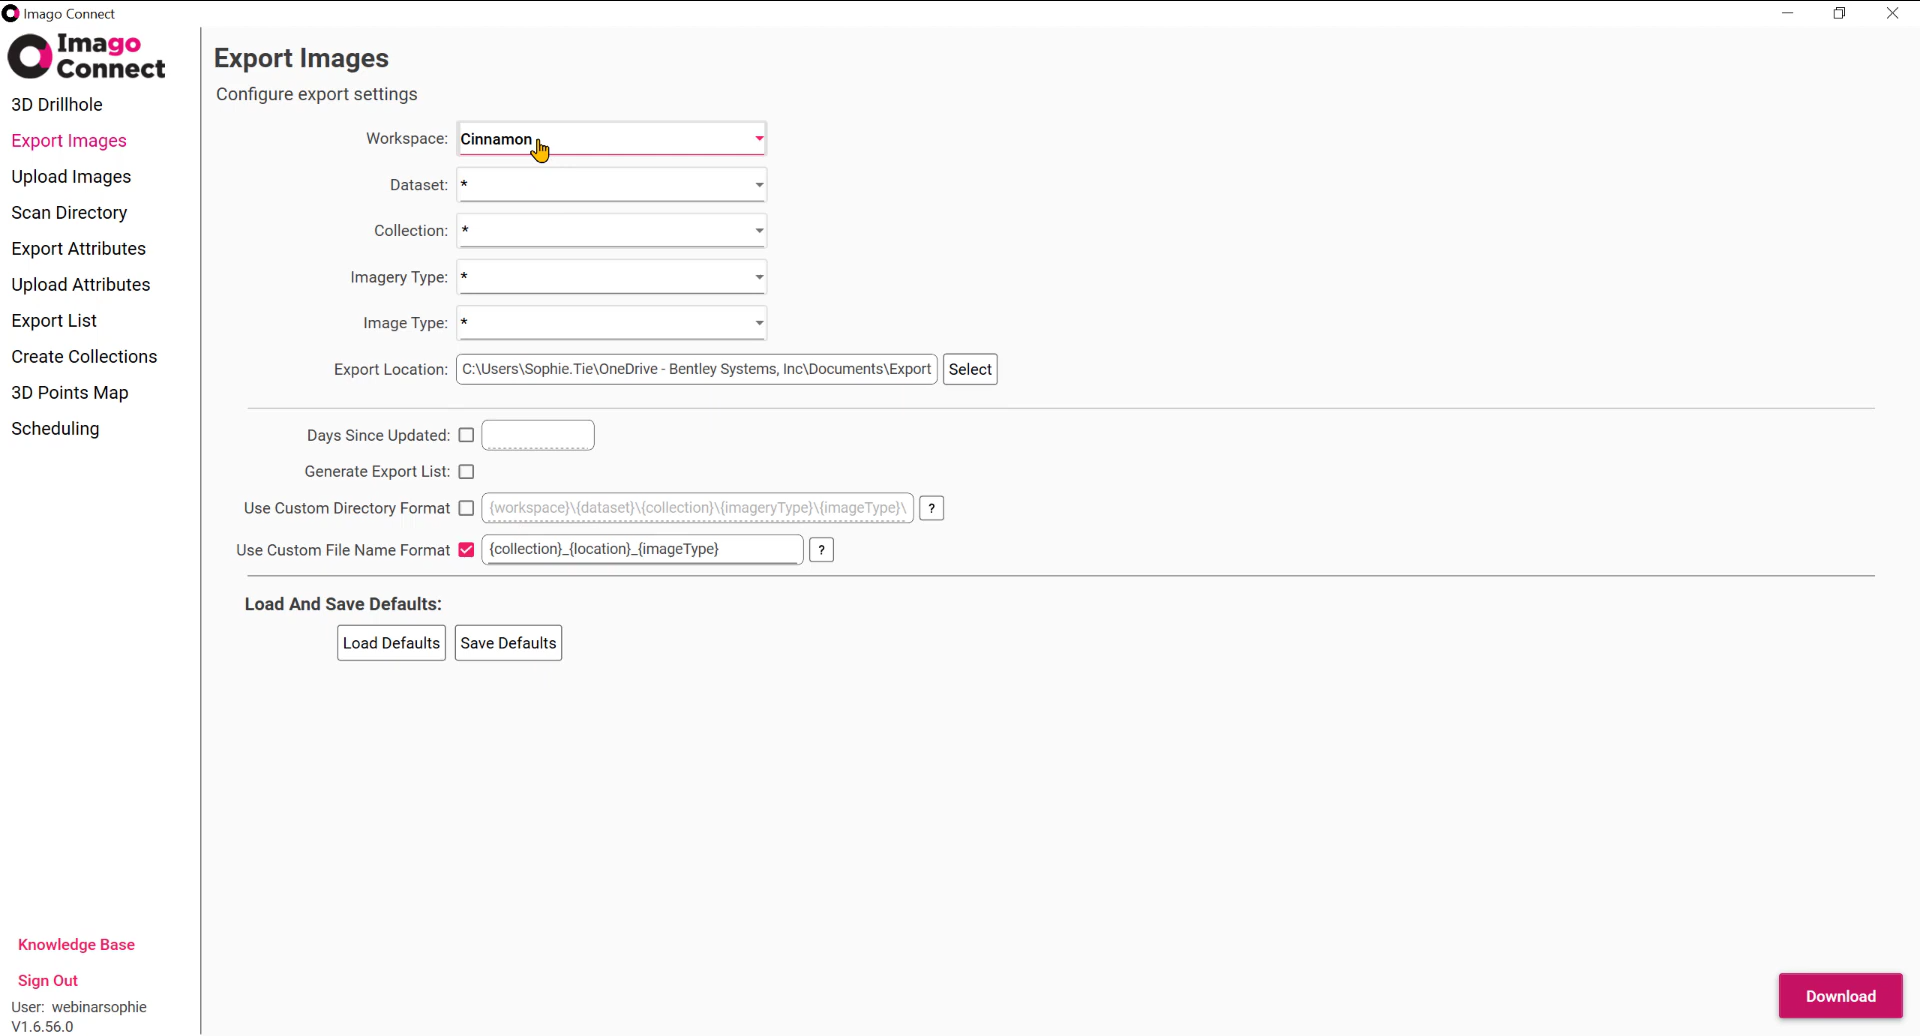 Imago Connect
Imago
Connect
3D Drillhole
Export Images
Upload Images
Scan Directory
Export Attributes
Upload Attributes
Export List
Create Collections
3D Points Map
Scheduling
Knowledge Base
Sign Out
User: webinarsophie
V1.6.56.0
Export Images
Configure export settings
Workspace: Cinnamon
Dataset: *
Collection: *
Imagery Type: *
Image Type: *
Export Location: C:\Users\Sophie.Tie\OneDrive - Bentley Systems, Inc\Documents\Export Select
Days Since Updated:
Generate Export List:
Use Custom Directory Format {workspace}\{dataset}\{collection}\{imageryType}\{imageType}\ ?
Use Custom File Name Format {collection}_{location}_{imageType} ?
Load And Save Defaults:
Load Defaults Save Defaults
Download